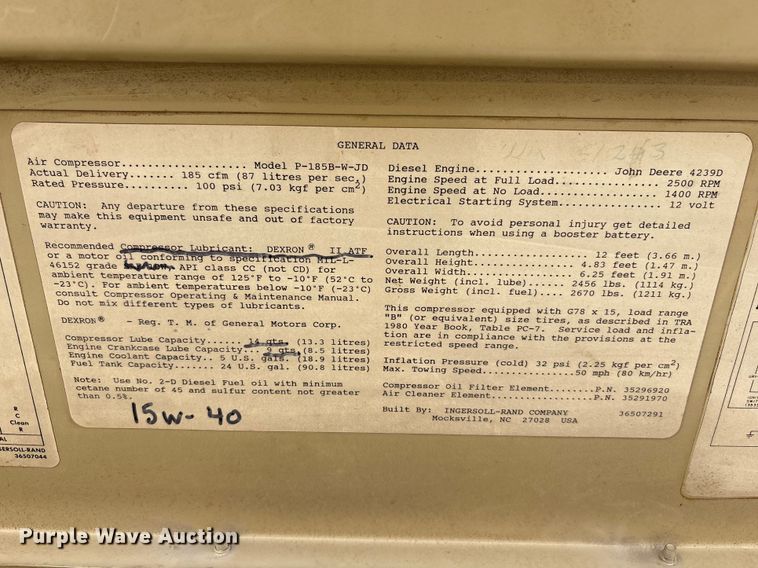 GENERAL DATA
Air Compressor.................. Model P-185B-W-JD
Actual Delivery....... 185 cfm (87 litres per sec.)
Rated Pressure......... 100 psi (7.03 kgf per cm²)
CAUTION: Any departure from these specifications
may make this equipment unsafe and out of factory
warranty.
Recommended Compressor Lubricant: DEXRON® II ATF
or a motor oil conforming to specification MIL-L-
46152 grade API class CC (not CD) for
ambient temperature range of 125°F to -10°F (52°C to
-23°C). For ambient temperatures below -10°F (-23°C)
consult Compressor Operating & Maintenance Manual.
Do not mix different types of lubricants.
DEXRON® - Reg. T. M. of General Motors Corp.
Compressor Lube Capacity..... 14 qts. (13.3 litres)
Engine Crankcase Lube Capacity.. 9 qts. (8.5 litres)
Engine Coolant Capacity.. 5 U.S. gals. (18.9 litres)
Fuel Tank Capacity...... 24 U.S. gal. (90.8 litres)
Note: Use No. 2-D Diesel Fuel oil with minimum
cetane number of 45 and sulfur content not greater
than 0.5%.
15W-40
243
Diesel Engine.....................John Deere 4239D
Engine Speed at Full Load.................2500 RPM
Engine Speed at No Load...................1400 RPM
Electrical Starting System.................12 volt
CAUTION: To avoid personal injury get detailed
instructions when using a booster battery.
Overall Length................. 12 feet (3.66 m.)
Overall Height............... 4.83 feet (1.47 m.)
Overall Width................ 6.25 feet (1.91 m.)
Net Weight (incl. lube)...... 2456 lbs. (1114 kg.)
Gross Weight (incl. fuel).... 2670 lbs. (1211 kg.)
This compressor equipped with G78 x 15, load range
"B" (or equivalent) size tires, as described in TRA
1980 Year Book, Table PC-7. Service load and infla-
tion are in compliance with the provisions at the
restricted speed range.
Inflation Pressure (cold) 32 psi (2.25 kgf per cm²)
Max. Towing Speed................50 mph (80 km/hr)
Compressor Oil Filter Element.......P.N. 35296920
Air Cleaner Element.................P.N. 35291970
Built By: INGERSOLL-RAND COMPANY 36507291
Mocksville, NC 27028 USA
R
C
Clean
R
AL
GERSOLL-RAND
36507044
Purple Wave Auction